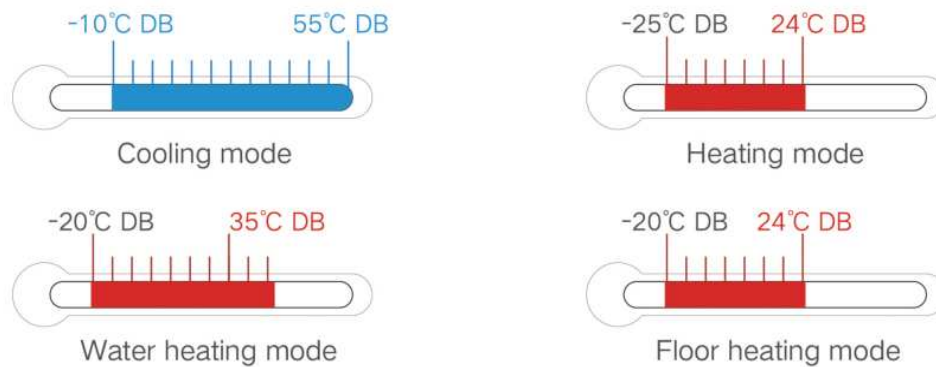 -10℃ DB 55℃ DB
Cooling mode
-25℃ DB 24℃ DB
Heating mode
-20℃ DB 35℃ DB
Water heating mode
-20℃ DB 24℃ DB
Floor heating mode